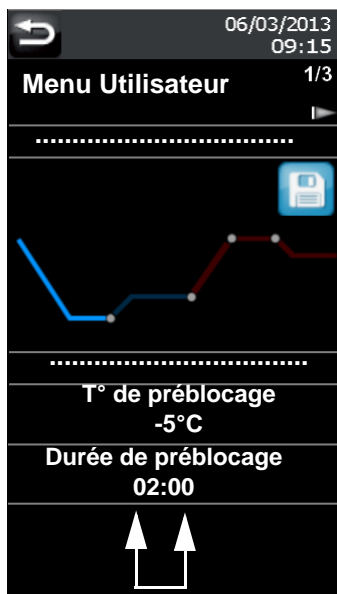 06/03/2013
09:15
Menu Utilisateur
1/3
.................................
.................................
T° de préblocage
-5°C
Durée de préblocage
02:00